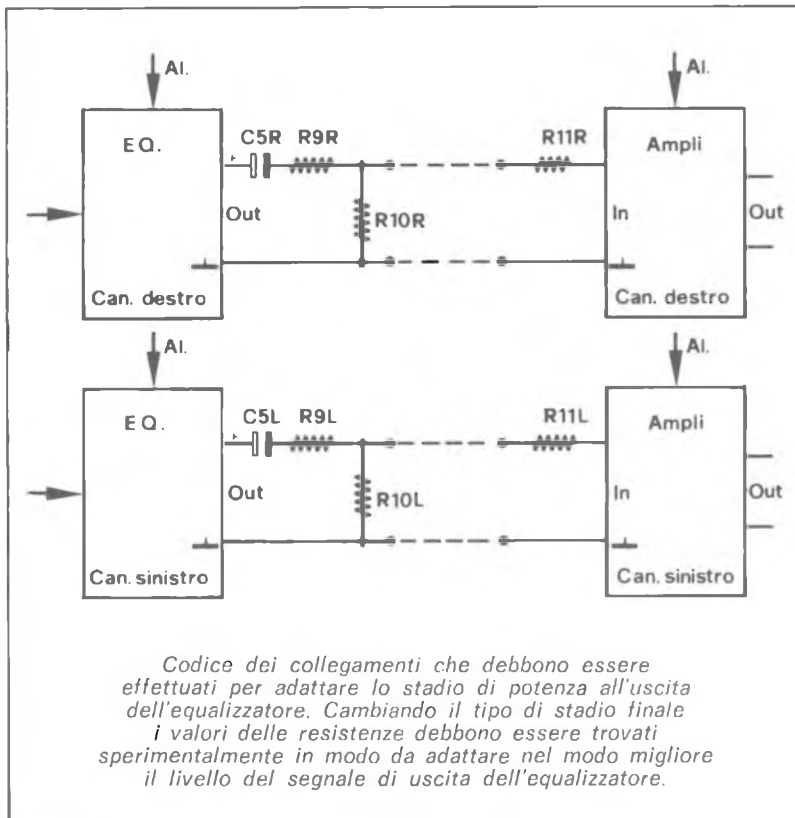 Al.
Al.
EQ.
C5R
R9R
R11R
Ampli
R10R
Out
In
Out
Can. destro
Can. destro
Al.
Al.
EQ.
C5L
R9L
R11L
Ampli
R10L
Out
In
Out
Can. sinistro
Can. sinistro
Codice dei collegamenti che debbono essere
effettuati per adattare lo stadio di potenza all'uscita
dell'equalizzatore. Cambiando il tipo di stadio finale
i valori delle resistenze debbono essere trovati
sperimentalmente in modo da adattare nel modo migliore
il livello del segnale di uscita dell'equalizzatore.